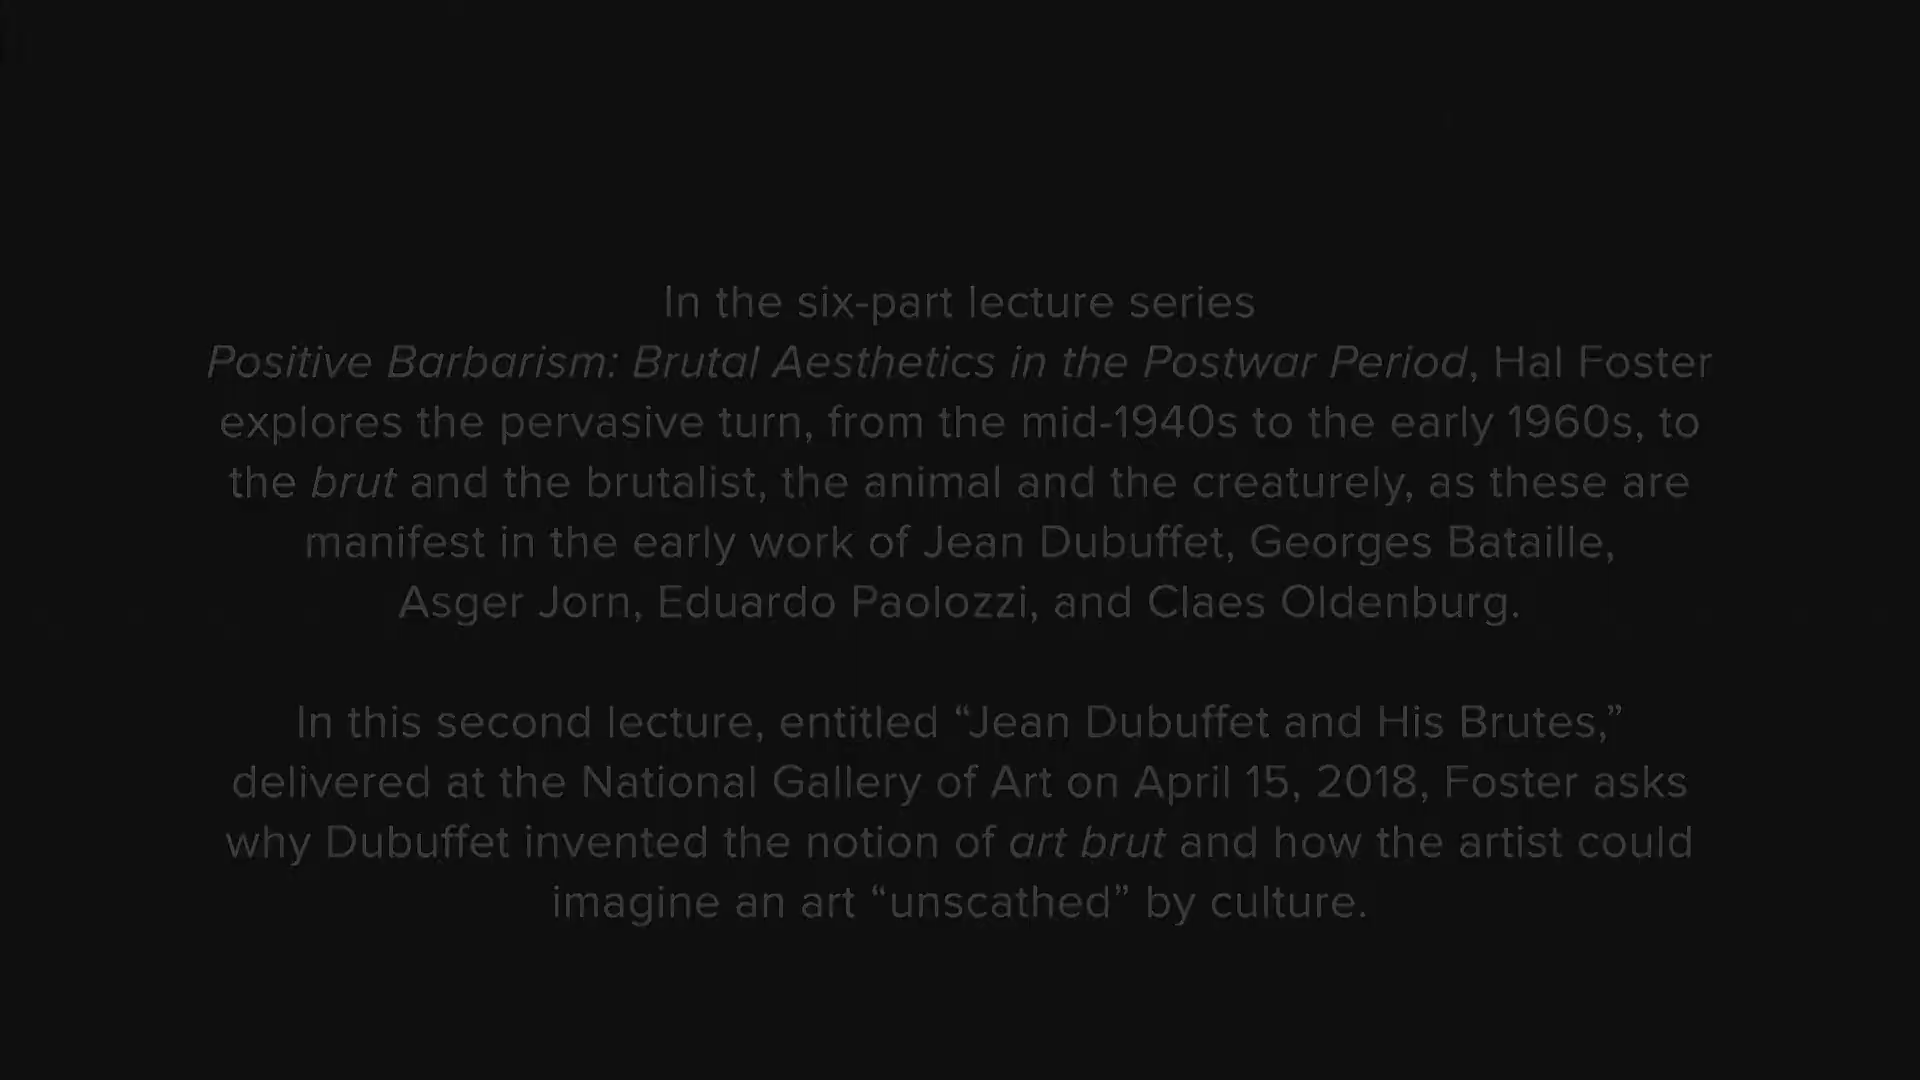 In the six-part lecture series
Positive Barbarism: Brutal Aesthetics in the Postwar Period, Hal Foster
explores the pervasive turn, from the mid-1940s to the early 1960s, to
the brut and the brutalist, the animal and the creaturely, as these are
manifest in the early work of Jean Dubuffet, Georges Bataille,
Asger Jorn, Eduardo Paolozzi, and Claes Oldenburg.
In this second lecture, entitled “Jean Dubuffet and His Brutes,”
delivered at the National Gallery of Art on April 15, 2018, Foster asks
why Dubuffet invented the notion of art brut and how the artist could
imagine an art “unscathed” by culture.